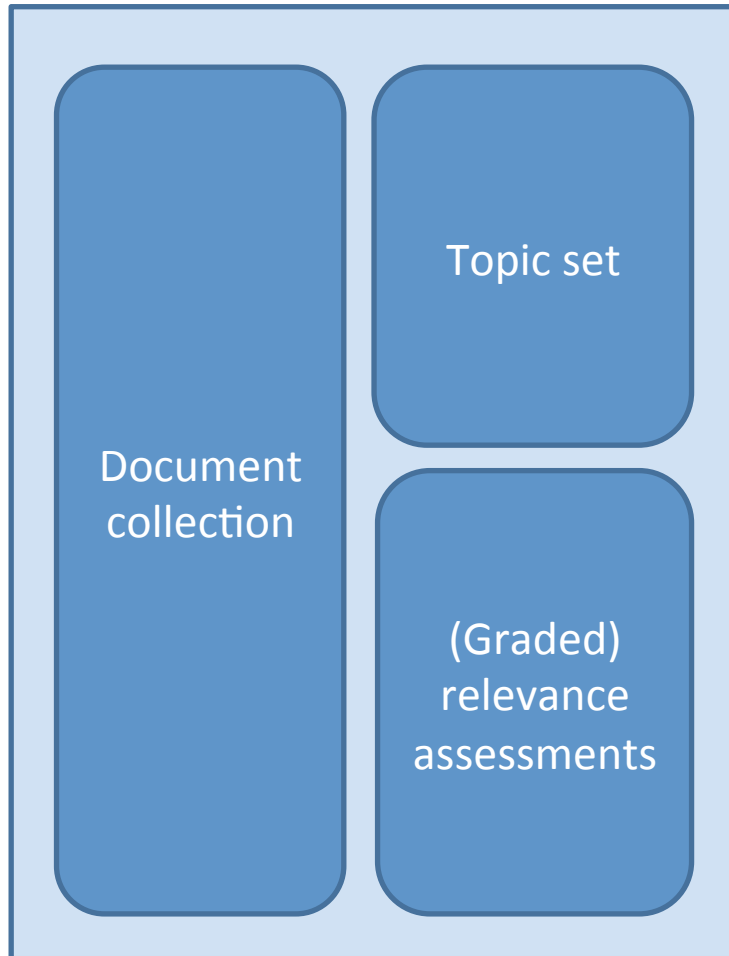 Document
collection
Topic set
(Graded)
relevance
assessments